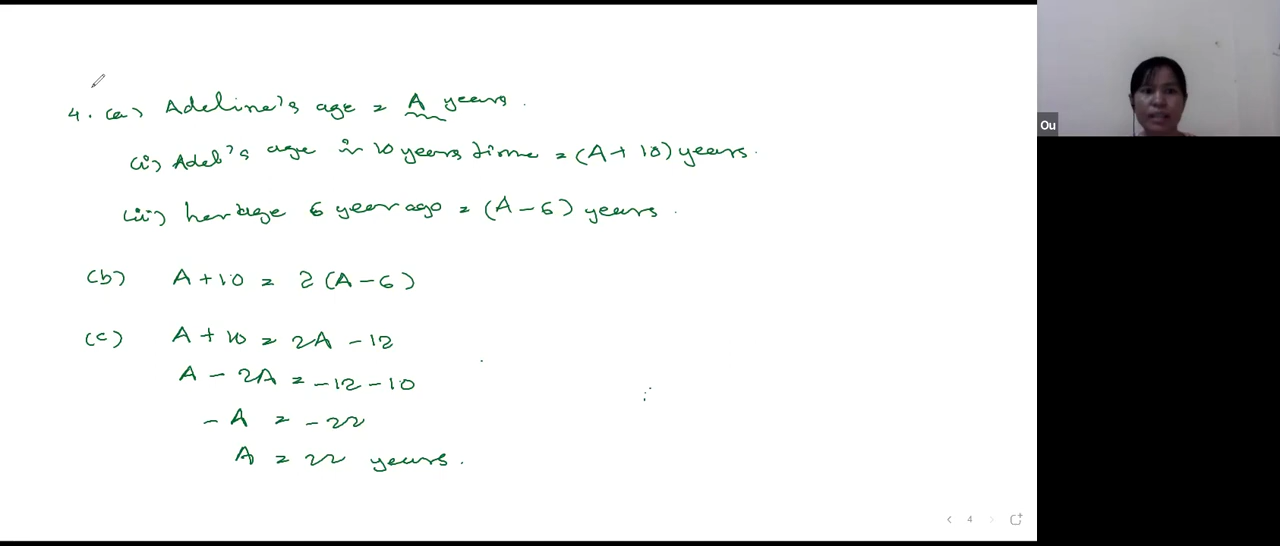 4. (a) Adeline's age = A years.
(i) Adel's age in 10 years time = (A + 10) years.
(ii) her age 6 year ago = (A - 6) years.
(b) A + 10 = 2 (A - 6)
(c) A + 10 = 2A - 12
A - 2A = -12 - 10
- A = - 22
A = 22 years.
Ou
4